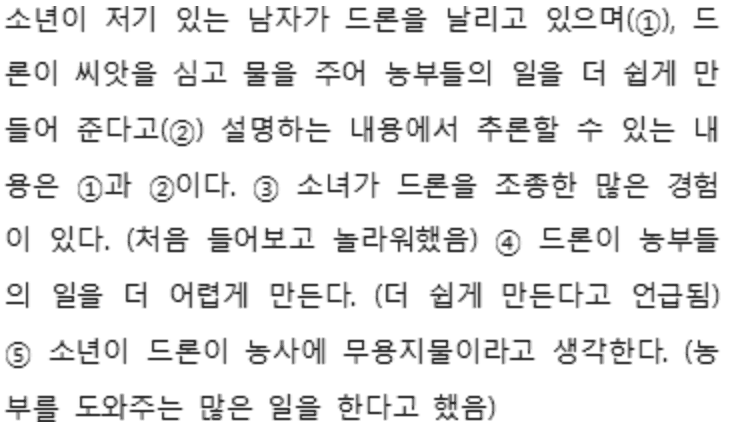 소년이 저기 있는 남자가 드론을 날리고 있으며(①), 드
론이 씨앗을 심고 물을 주어 농부들의 일을 더 쉽게 만
들어 준다고(②) 설명하는 내용에서 추론할 수 있는 내
용은 ①과 ②이다. ③ 소녀가 드론을 조종한 많은 경험
이 있다. (처음 들어보고 놀라워했음) ④ 드론이 농부들
의 일을 더 어렵게 만든다. (더 쉽게 만든다고 언급됨)
⑤ 소년이 드론이 농사에 무용지물이라고 생각한다. (농
부를 도와주는 많은 일을 한다고 했음)